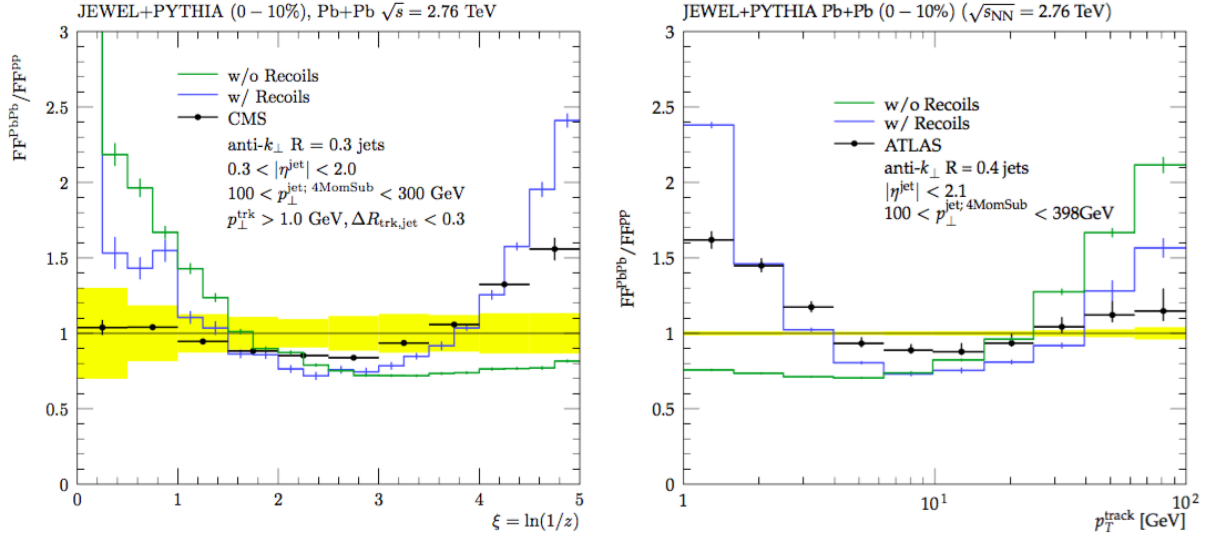 JEWEL+PYTHIA (0 − 10%), Pb+Pb √s = 2.76 TeV
FF^PbPb/FF^pp
3
2.5
2
1.5
1
0.5
0
w/o Recoils
w/ Recoils
CMS
anti-k⊥ R = 0.3 jets
0.3 < |η^jet| < 2.0
100 < p⊥^jet; 4MomSub < 300 GeV
p⊥^trk > 1.0 GeV, ΔR_trk,jet < 0.3
0 1 2 3 4 5
ξ = ln(1/z)
JEWEL+PYTHIA Pb+Pb (0 − 10%) (√s_NN = 2.76 TeV)
FF^PbPb/FF^pp
3
2.5
2
1.5
1
0.5
0
w/o Recoils
w/ Recoils
ATLAS
anti-k⊥ R = 0.4 jets
|η^jet| < 2.1
100 < p⊥^jet; 4MomSub < 398GeV
1 10^1 10^2
p_T^track [GeV]